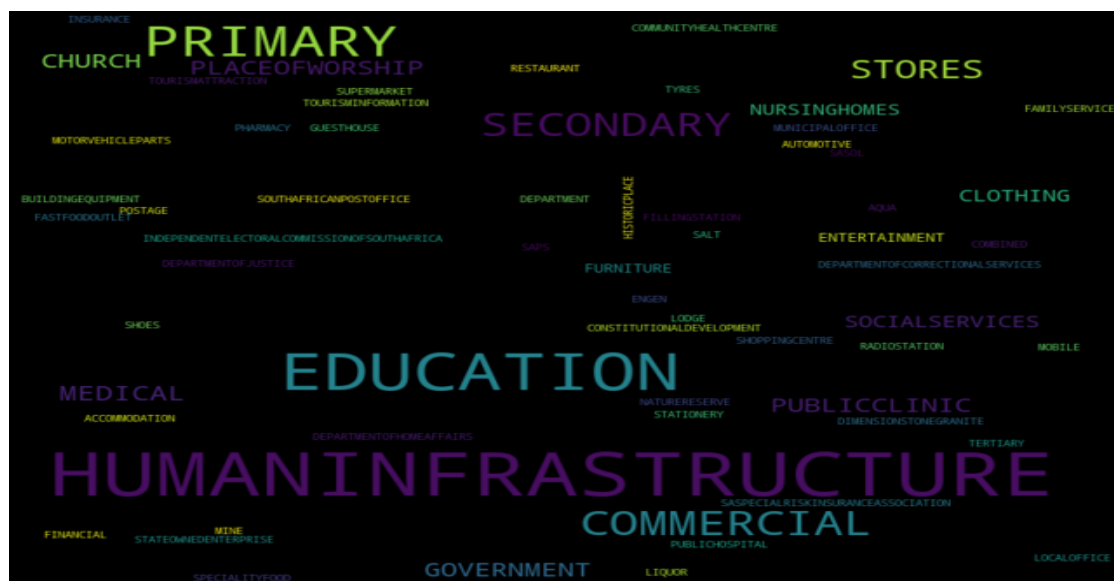 INSURANCE
COMMUNITYHEALTHCENTRE
PRIMARY
CHURCH
PLACEOFWORSHIP
RESTAURANT
STORES
TOURISMATTRACTION
SUPERMARKET
TYRES
TOURISMINFORMATION
SECONDARY
NURSINGHOMES
FAMILYSERVICE
PHARMACY
GUESTHOUSE
MUNICIPALOFFICE
MOTORVEHICLEPARTS
AUTOMOTIVE
SASOL
BUILDINGEQUIPMENT
SOUTHAFRICANPOSTOFFICE
DEPARTMENT
HISTORICPLACE
CLOTHING
POSTAGE
FASTFOODOUTLET
FILLINGSTATION
AQUA
INDEPENDENTELECTORALCOMMISSIONOFSOUTHAFRICA
SAPS
SALT
ENTERTAINMENT
COMBINED
DEPARTMENTOFJUSTICE
FURNITURE
DEPARTMENTOFCORRECTIONALSERVICES
ENGEN
SHOES
LODGE
CONSTITUTIONALDEVELOPMENT
SOCIALSERVICES
SHOPPINGCENTRE
RADIOSTATION
MOBILE
EDUCATION
MEDICAL
NATURERESERVE
PUBLICCLINIC
ACCOMMODATION
STATIONERY
DIMENSIONSTONEGRANITE
DEPARTMENTOFHOMEAFFAIRS
TERTIARY
HUMANINFRASTRUCTURE
SASPECIALRISKINSURANCEASSOCIATION
COMMERCIAL
FINANCIAL
MINE
STATEOWNEDENTERPRISE
PUBLICHOSPITAL
LOCALOFFICE
SPECIALITYFOOD
GOVERNMENT
LIQUOR